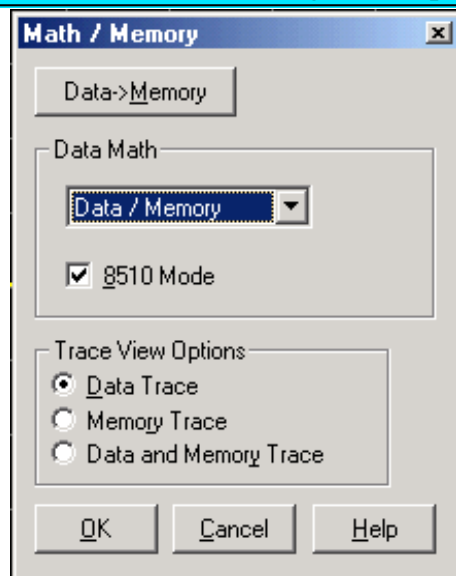 Math / Memory
Data->Memory
Data Math
Data / Memory
8510 Mode
Trace View Options
Data Trace
Memory Trace
Data and Memory Trace
OK Cancel Help